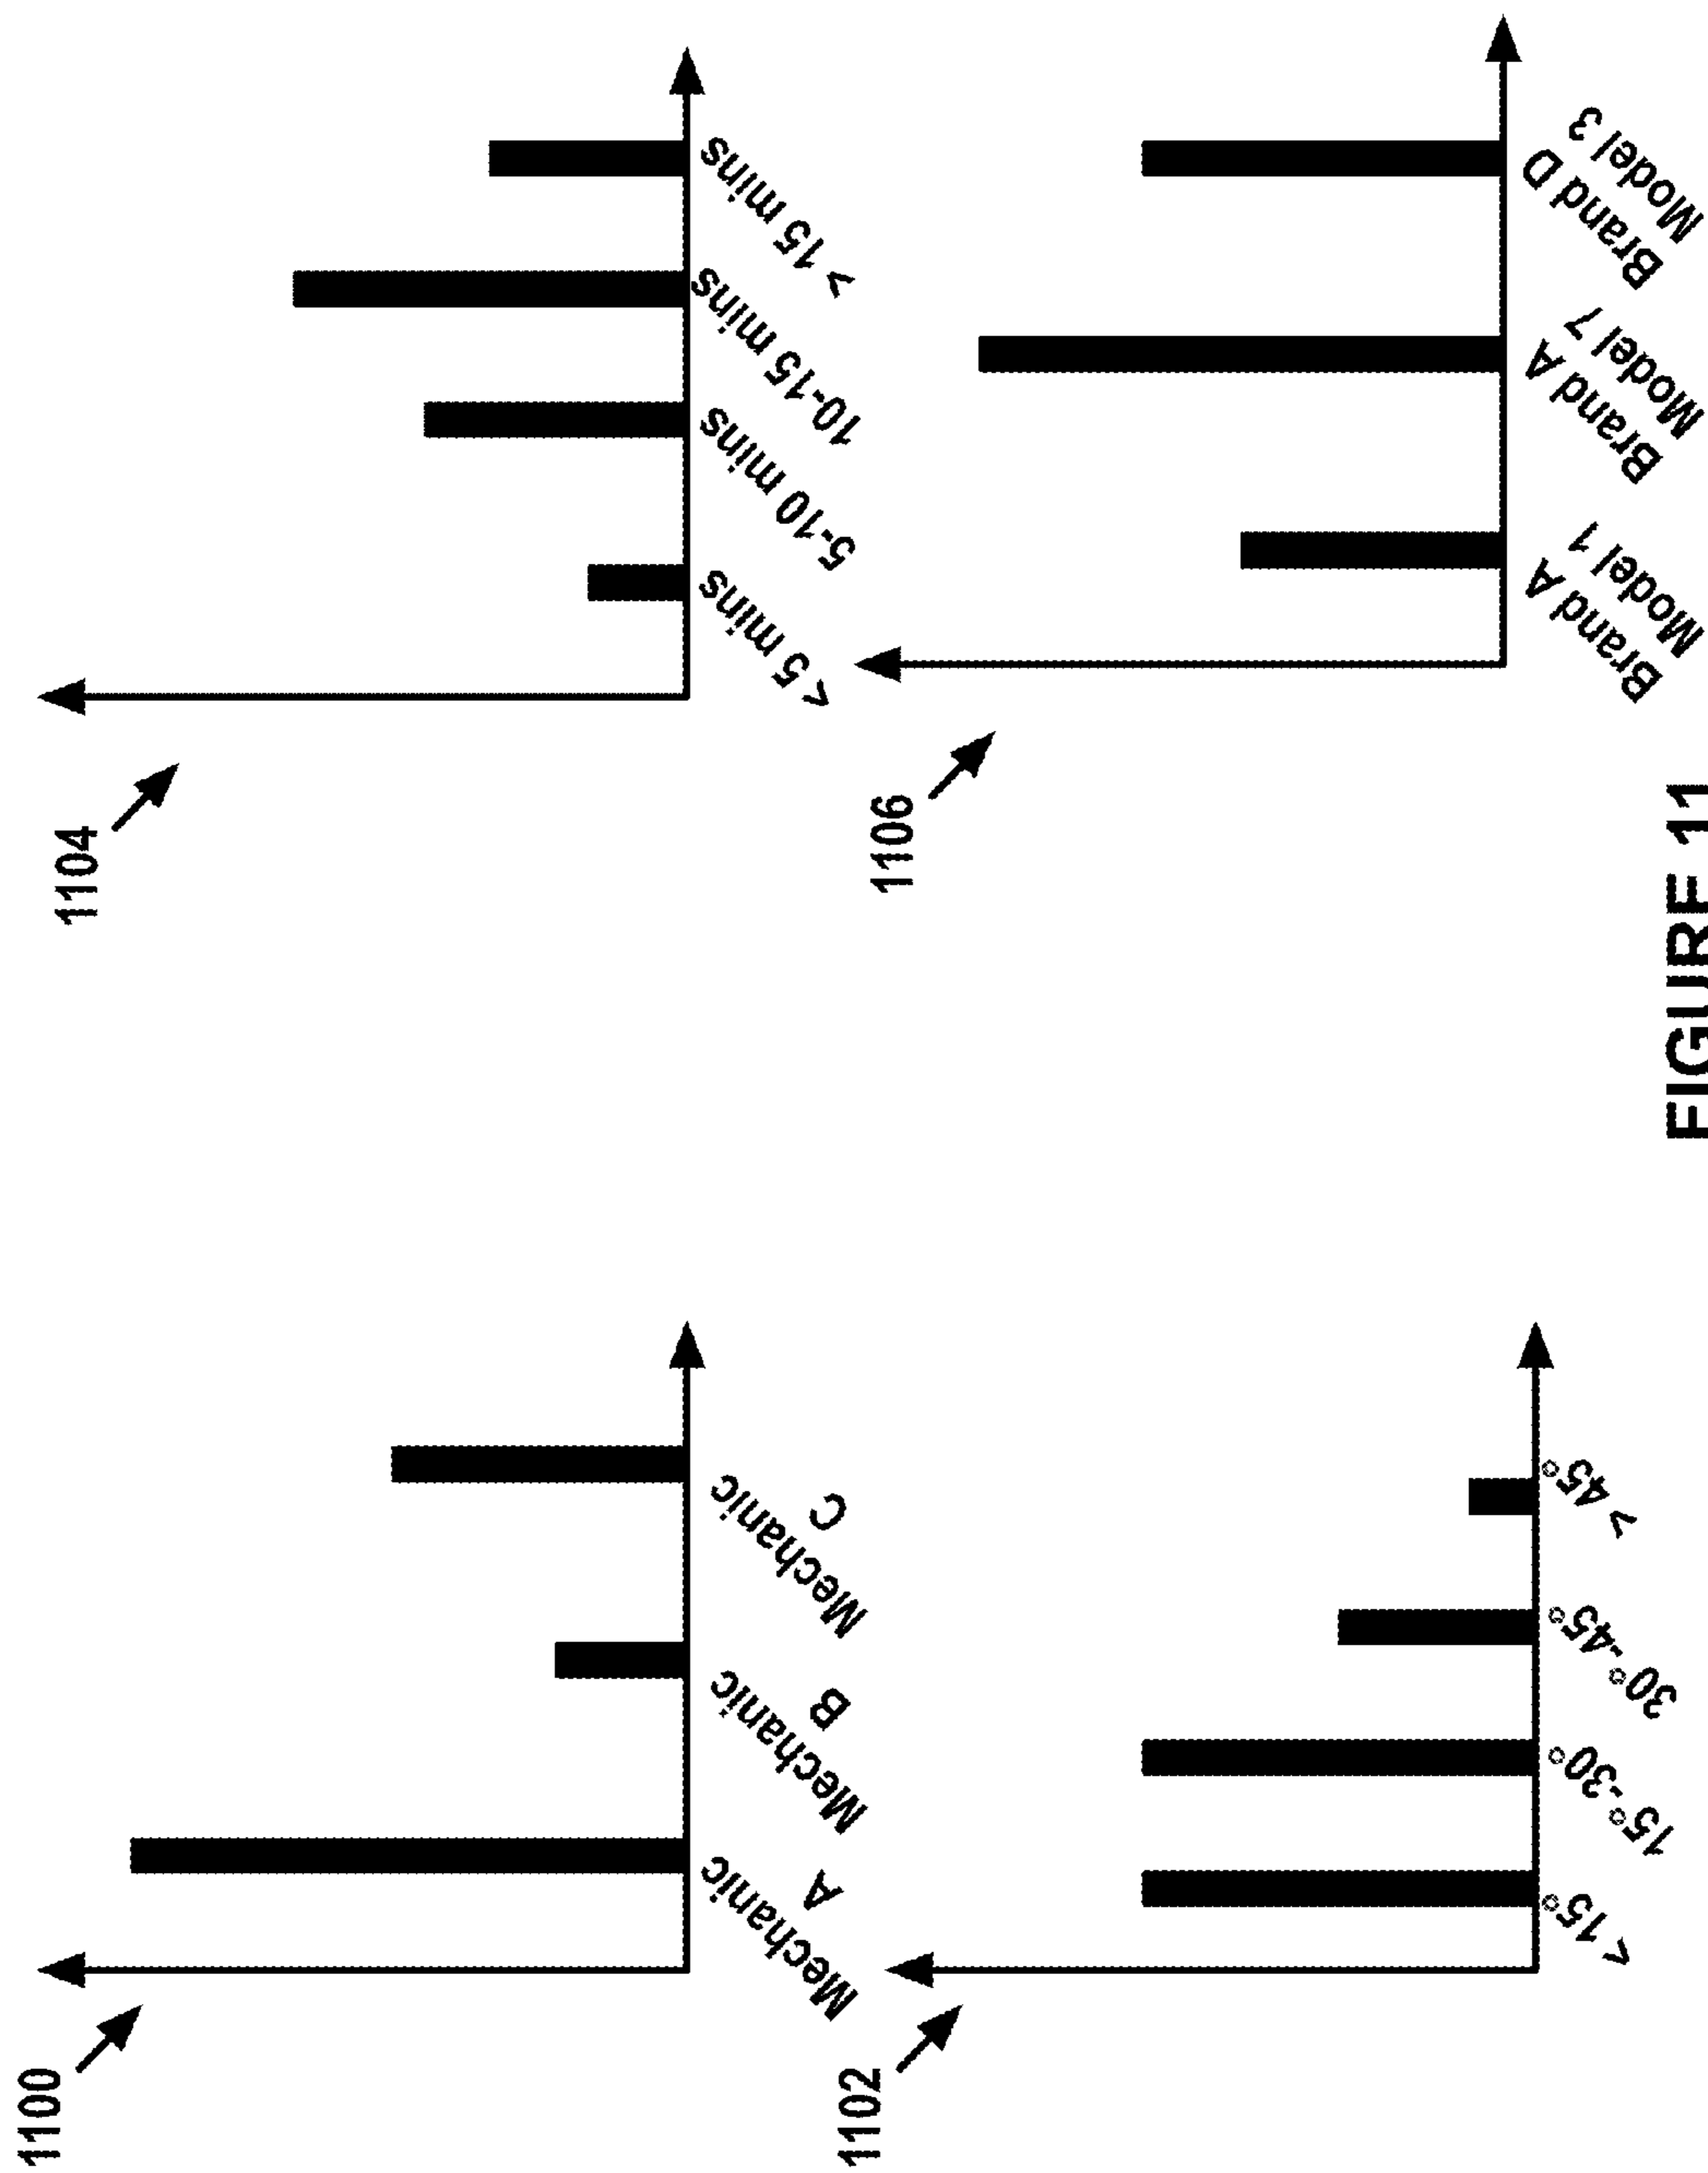 1100
Mechanic
A
Mechanic
B
Mechanic
C
1102
< 15°
15°-30°
30°-45°
> 45°
1104
< 5 mins
5-10 mins
10-15 mins
> 15 mins
1106
Brand A
Model 1
Brand A
Model 7
Brand D
Model 3
FIGURE 11